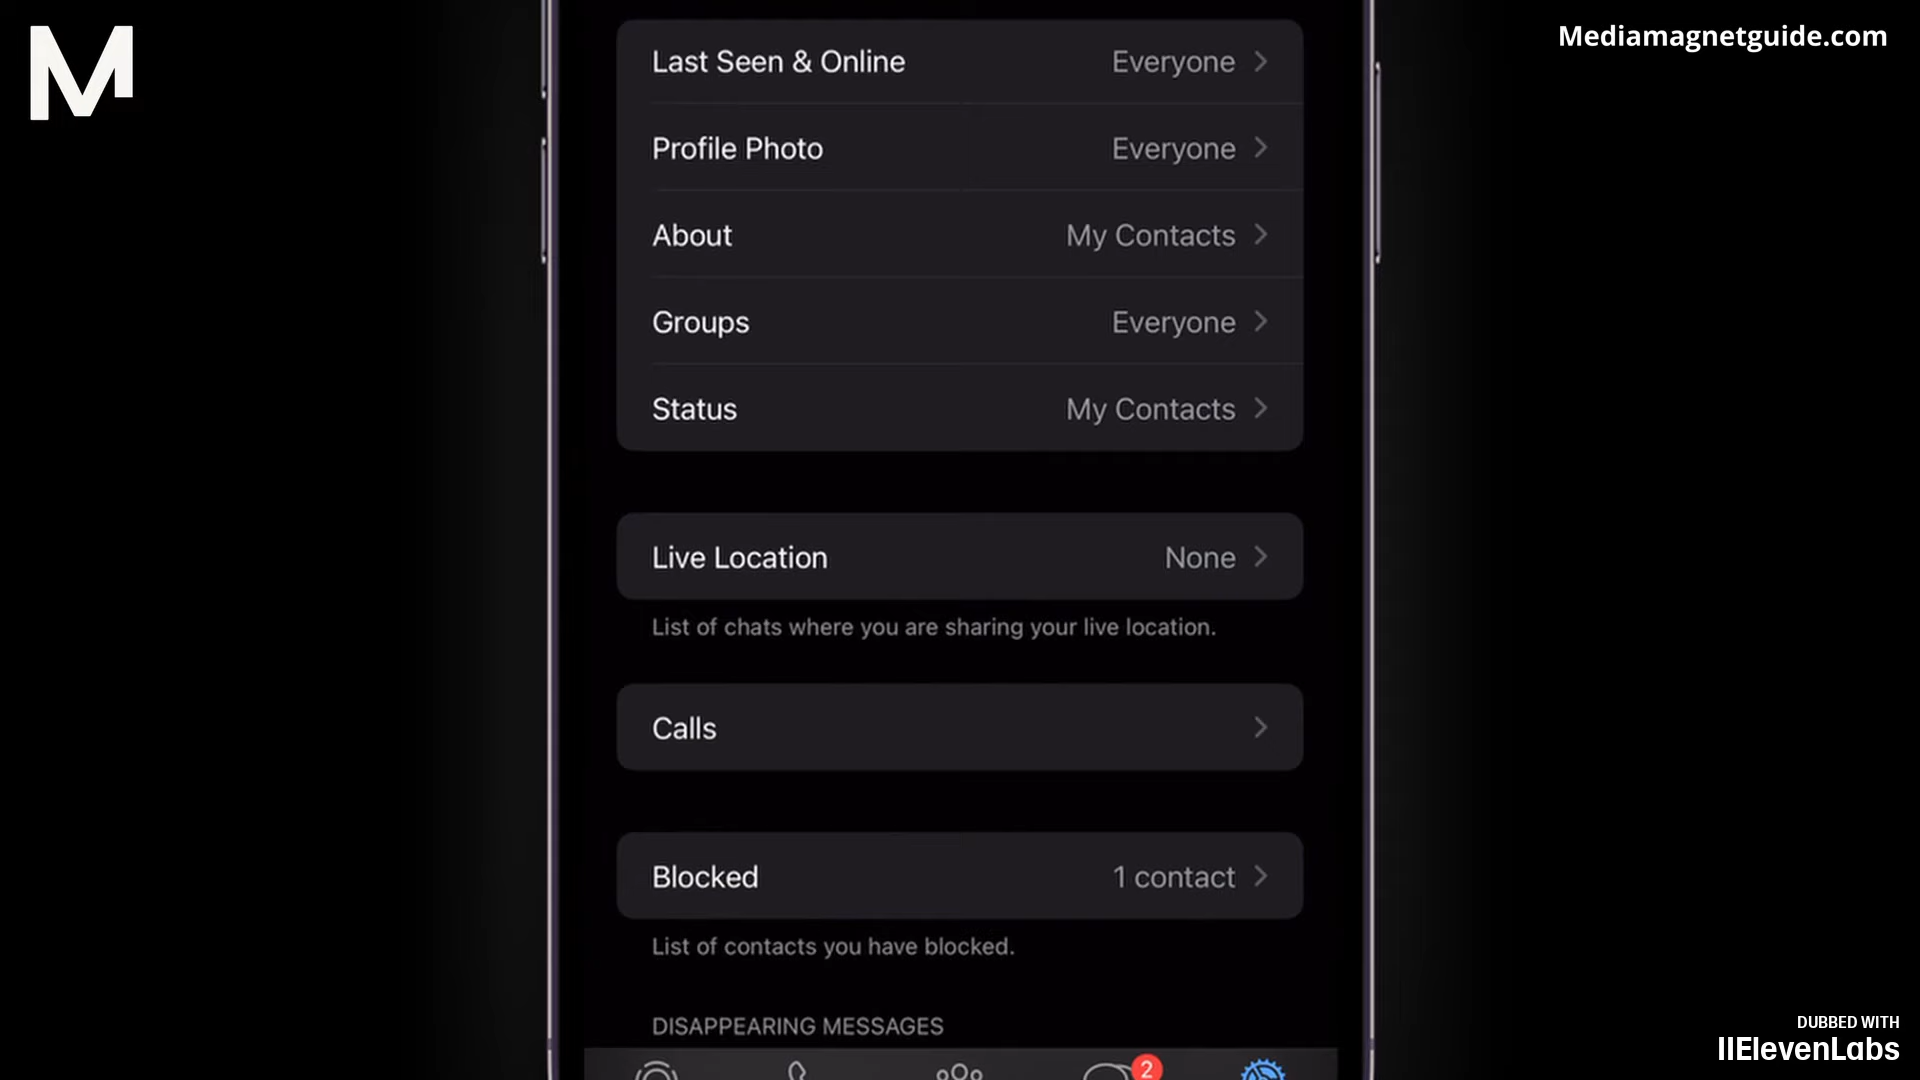 M
Mediamagnetguide.com
Last Seen & Online Everyone
Profile Photo Everyone
About My Contacts
Groups Everyone
Status My Contacts
Live Location None
List of chats where you are sharing your live location.
Calls
Blocked 1 contact
List of contacts you have blocked.
DISAPPEARING MESSAGES
2
DUBBED WITH
IIElevenLabs